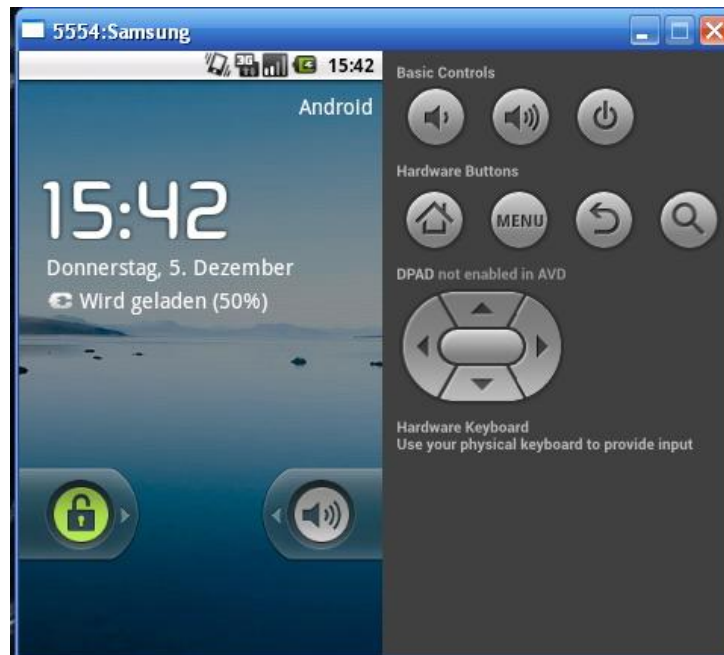 5554:Samsung
3G
15:42
Android
15:42
Donnerstag, 5. Dezember
Wird geladen (50%)
Basic Controls
Hardware Buttons
MENU
DPAD not enabled in AVD
Hardware Keyboard
Use your physical keyboard to provide input